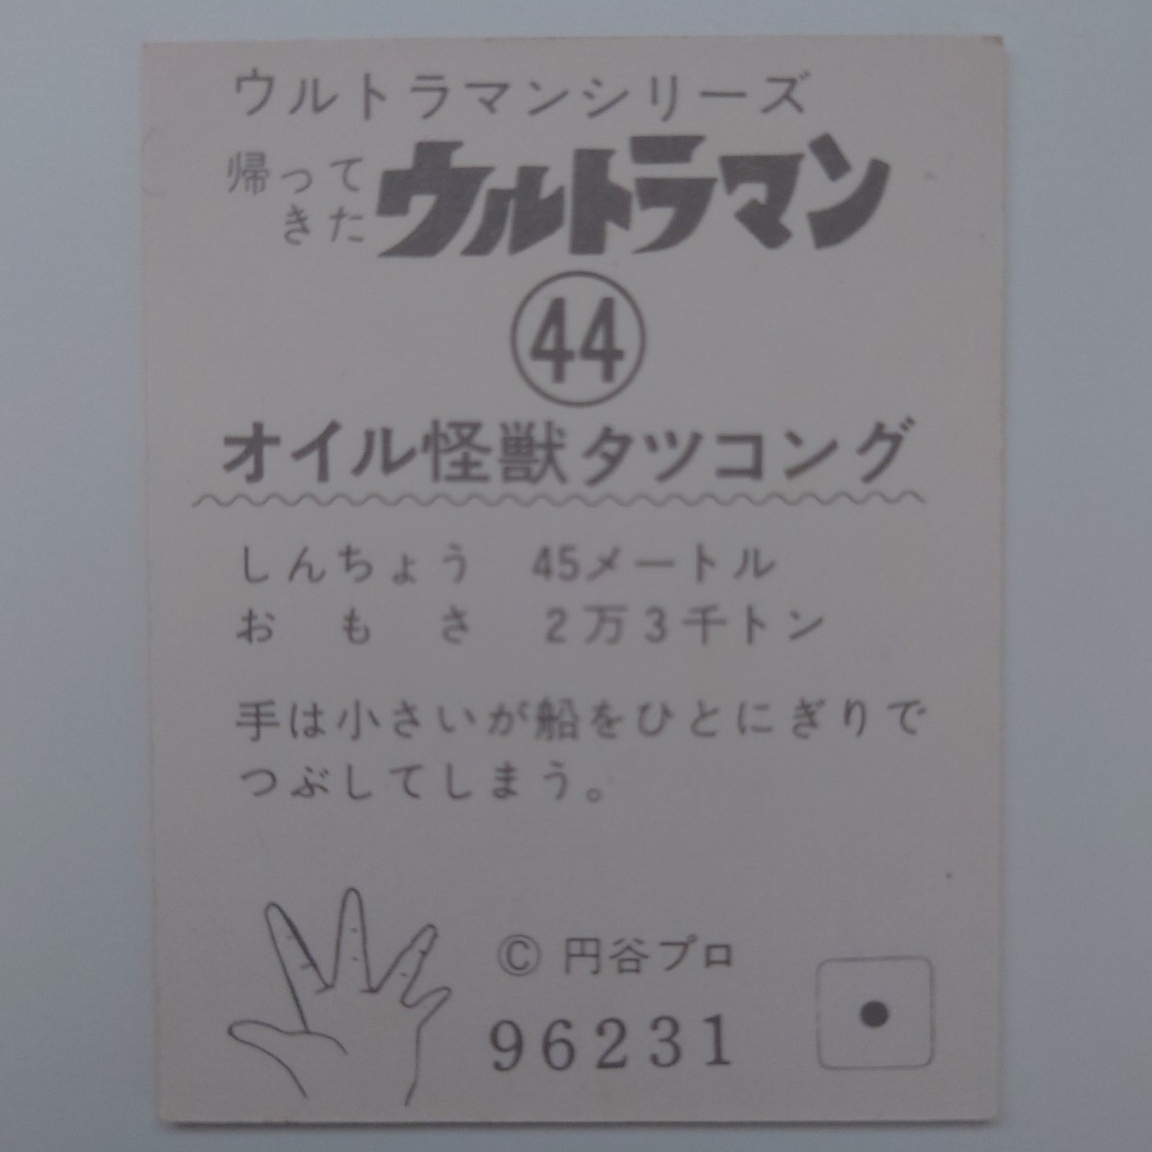 ウルトラマンシリーズ
帰ってきた ウルトラマン
44
オイル怪獣タツコング
しんちょう 45メートル
おもさ 2万3千トン
手は小さいが船をひとにぎりで
つぶしてしまう。
© 円谷プロ
96231